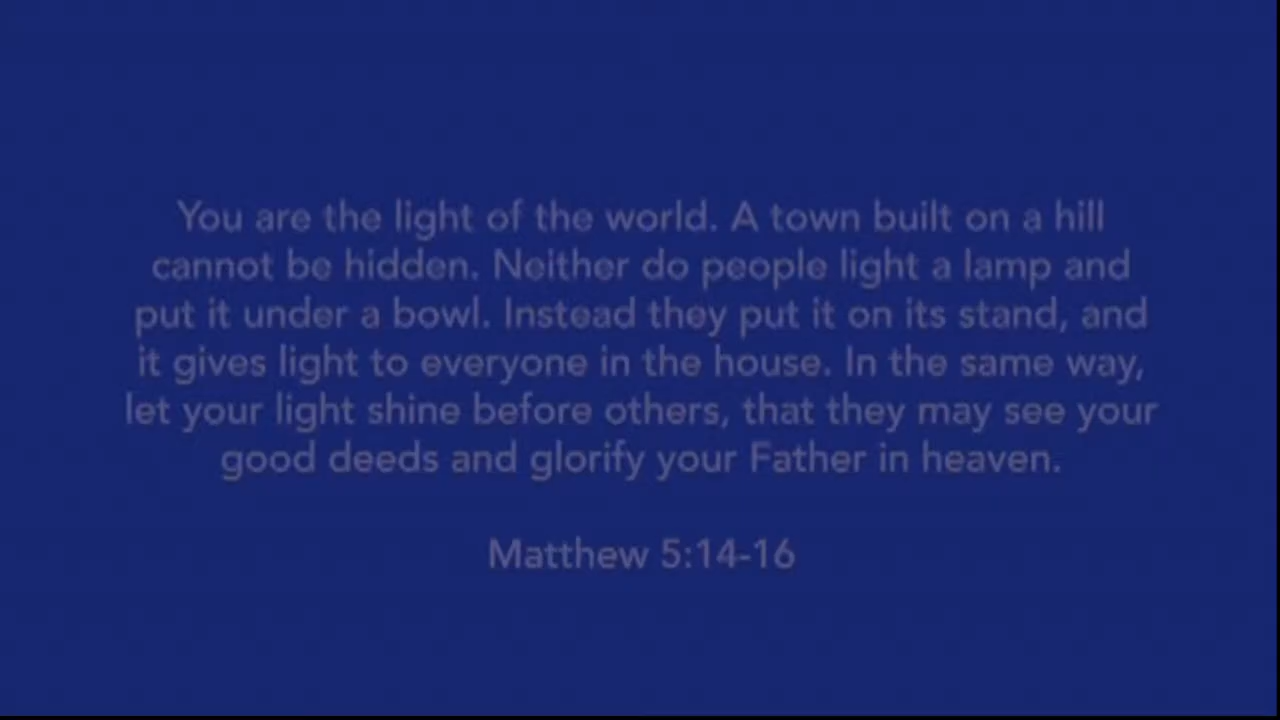 You are the light of the world. A town built on a hill
cannot be hidden. Neither do people light a lamp and
put it under a bowl. Instead they put it on its stand, and
it gives light to everyone in the house. In the same way,
let your light shine before others, that they may see your
good deeds and glorify your Father in heaven.
Matthew 5:14-16